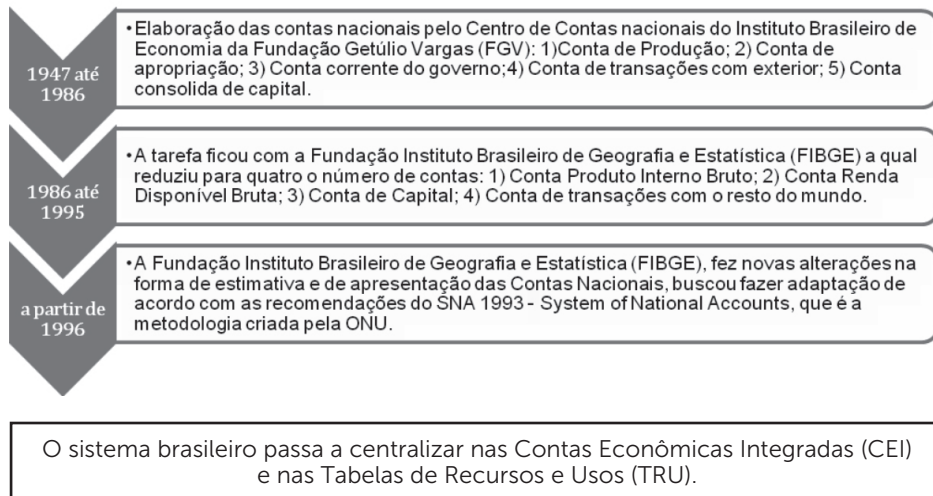 1947 até
1986
•Elaboração das contas nacionais pelo Centro de Contas nacionais do Instituto Brasileiro de
Economia da Fundação Getúlio Vargas (FGV): 1)Conta de Produção; 2) Conta de
apropriação; 3) Conta corrente do governo;4) Conta de transações com exterior; 5) Conta
consolida de capital.
1986 até
1995
•A tarefa ficou com a Fundação Instituto Brasileiro de Geografia e Estatística (FIBGE) a qual
reduziu para quatro o número de contas: 1) Conta Produto Interno Bruto; 2) Conta Renda
Disponível Bruta; 3) Conta de Capital; 4) Conta de transações com o resto do mundo.
a partir de
1996
•A Fundação Instituto Brasileiro de Geografia e Estatística (FIBGE), fez novas alterações na
forma de estimativa e de apresentação das Contas Nacionais, buscou fazer adaptação de
acordo com as recomendações do SNA 1993 - System of National Accounts, que é a
metodologia criada pela ONU.
O sistema brasileiro passa a centralizar nas Contas Econômicas Integradas (CEI)
e nas Tabelas de Recursos e Usos (TRU).